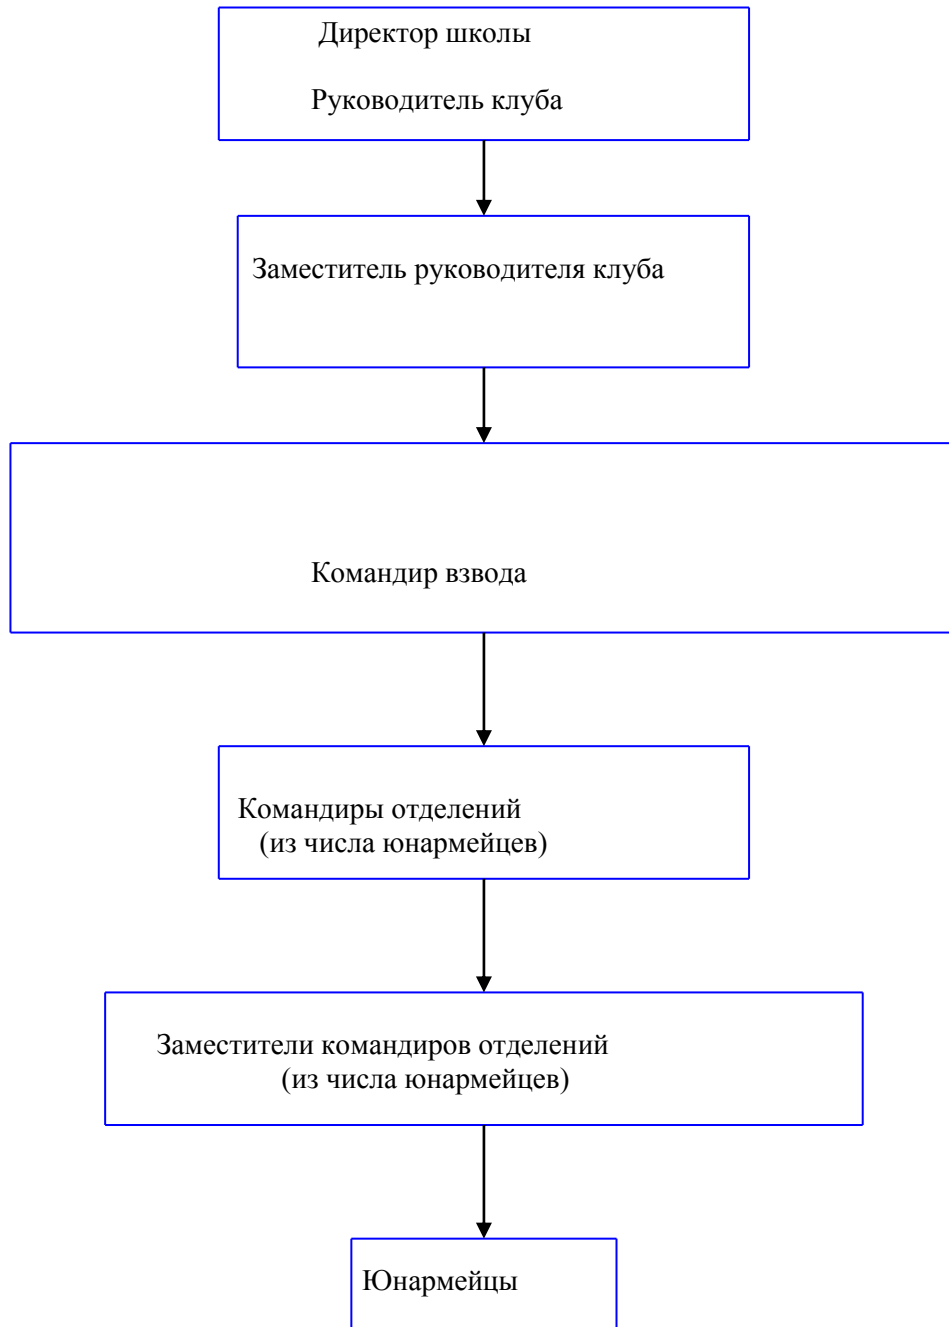 Директор школы
Руководитель клуба
Заместитель руководителя клуба
Командир взвода
Командиры отделений
(из числа юнармейцев)
Заместители командиров отделений
(из числа юнармейцев)
Юнармейцы